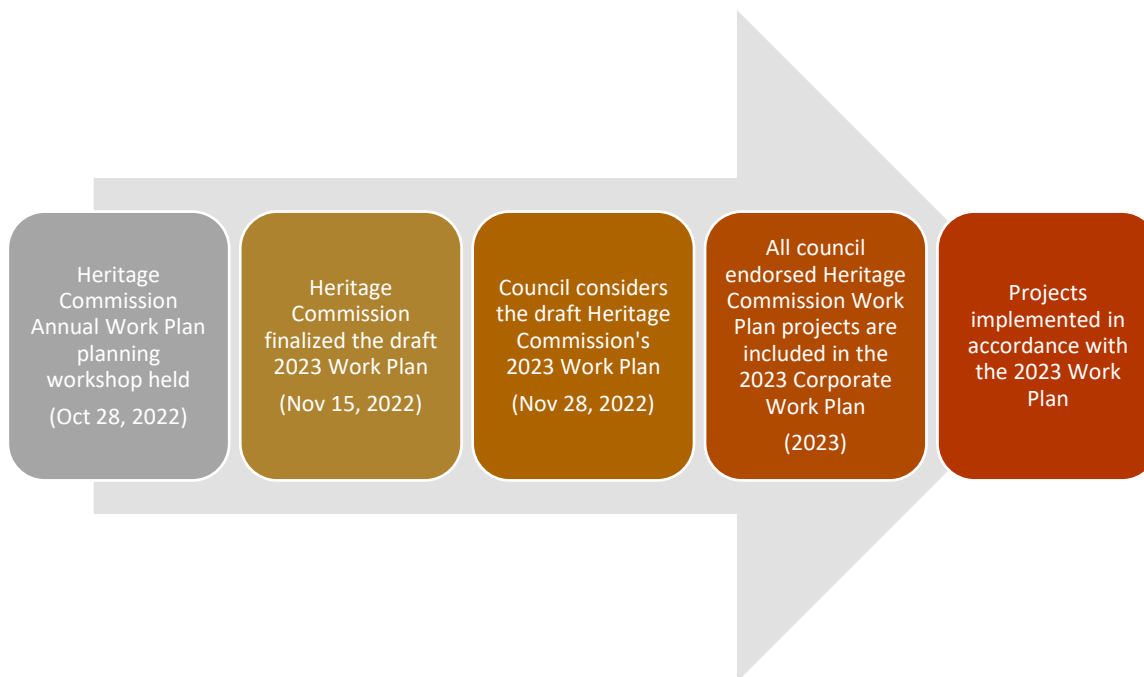 Heritage
Commission
Annual Work Plan
planning
workshop held
(Oct 28, 2022)
Heritage
Commission
finalized the draft
2023 Work Plan
(Nov 15, 2022)
Council considers
the draft Heritage
Commission's
2023 Work Plan
(Nov 28, 2022)
All council
endorsed Heritage
Commission Work
Plan projects are
included in the
2023 Corporate
Work Plan
(2023)
Projects
implemented in
accordance with
the 2023 Work
Plan